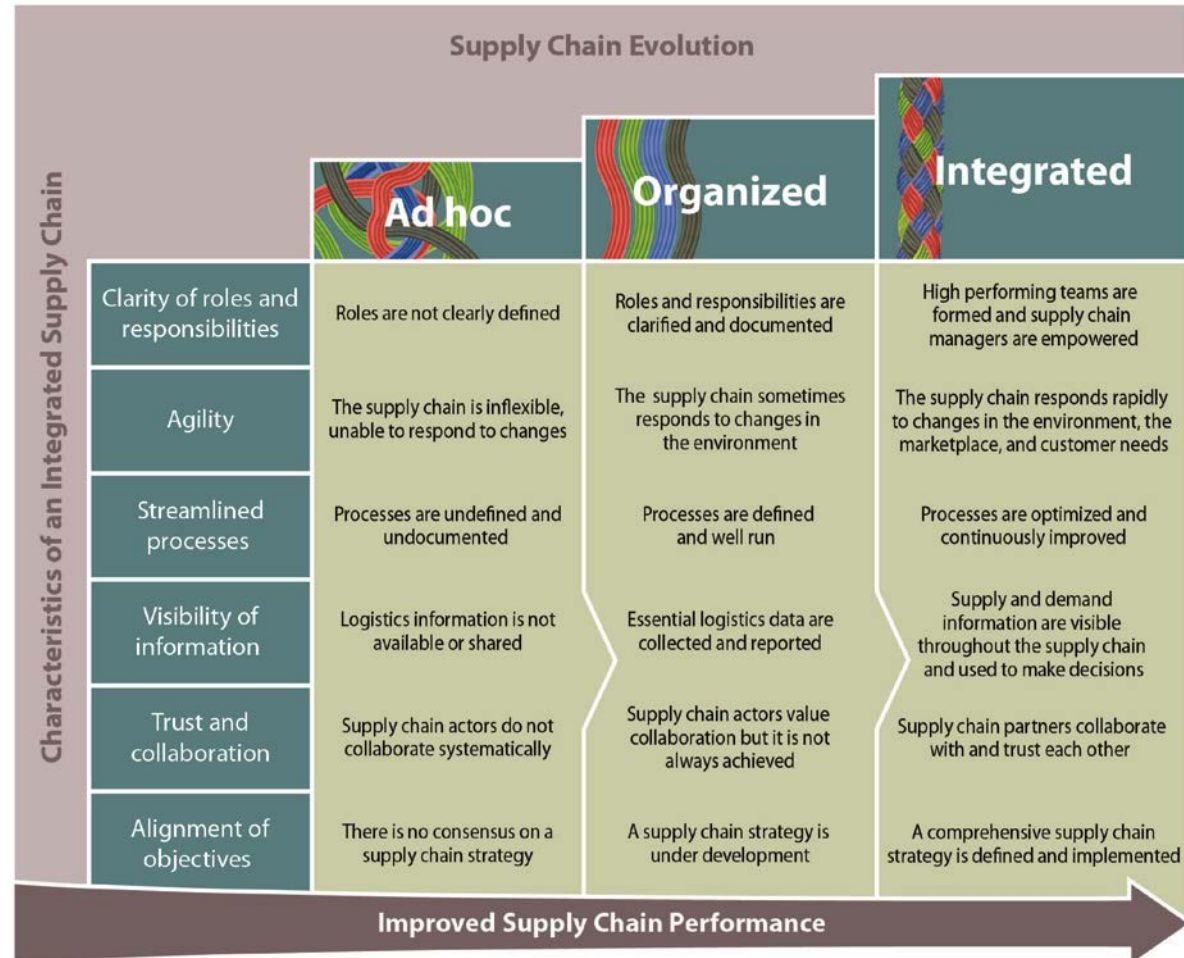 Supply Chain Evolution
Characteristics of an Integrated Supply Chain
Ad hoc
Organized
Integrated
Clarity of roles and
responsibilities
Roles are not clearly defined
Roles and responsibilities are
clarified and documented
High performing teams are
formed and supply chain
managers are empowered
Agility
The supply chain is inflexible,
unable to respond to changes
The supply chain sometimes
responds to changes in
the environment
The supply chain responds rapidly
to changes in the environment, the
marketplace, and customer needs
Streamlined
processes
Processes are undefined and
undocumented
Processes are defined
and well run
Processes are optimized and
continuously improved
Visibility of
information
Logistics information is not
available or shared
Essential logistics data are
collected and reported
Supply and demand
information are visible
throughout the supply chain
and used to make decisions
Trust and
collaboration
Supply chain actors do not
collaborate systematically
Supply chain actors value
collaboration but it is not
always achieved
Supply chain partners collaborate
with and trust each other
Alignment of
objectives
There is no consensus on a
supply chain strategy
A supply chain strategy is
under development
A comprehensive supply chain
strategy is defined and implemented
Improved Supply Chain Performance